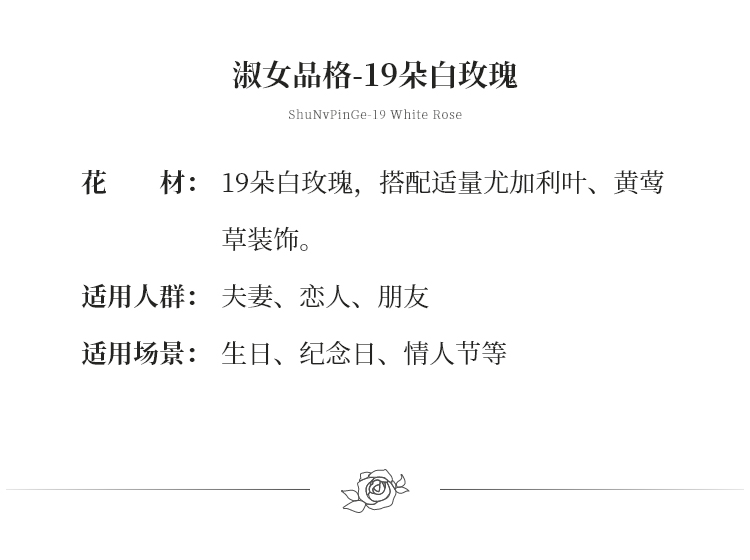 淑女品格-19朵白玫瑰
ShuNvPinGe-19 White Rose
花　　材： 19朵白玫瑰，搭配适量尤加利叶、黄莺
草装饰。
适用人群： 夫妻、恋人、朋友
适用场景： 生日、纪念日、情人节等